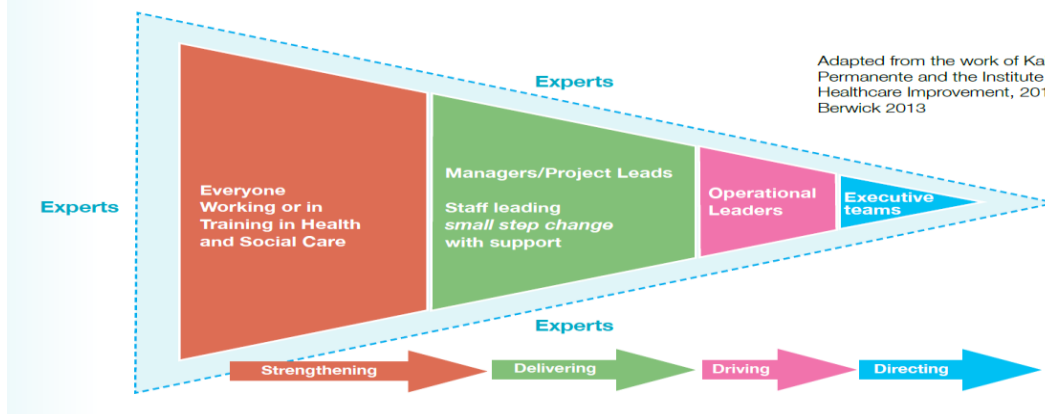 Experts
Adapted from the work of
Permanente and the Institute
Healthcare Improvement,
Berwick 2013
Experts
Everyone
Working or in
Training in Health
and Social Care
Managers/Project Leads
Staff leading
small step change
with support
Operational
Leaders
Executive
teams
Experts
Strengthening
Delivering
Driving
Directing